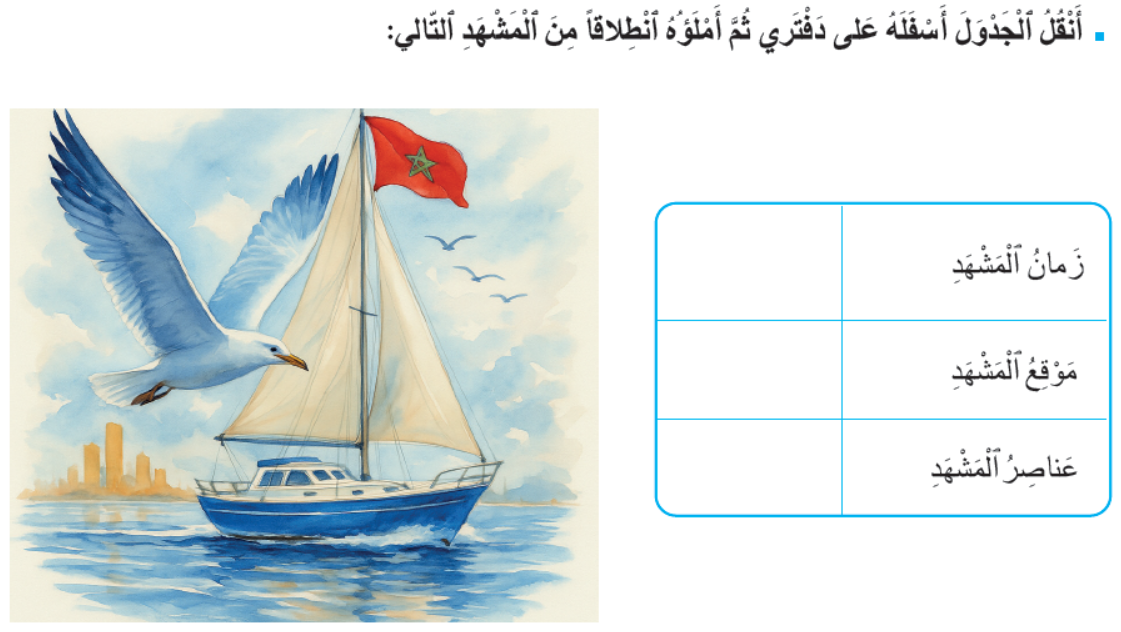 أَنْقُلُ ٱلْجَدْوَلَ أَسْفَلَهُ عَلى دَفْتَري ثُمَّ أَمْلَؤُهُ ٱنْطِلاقاً مِنَ ٱلْمَشْهَدِ ٱلتّالي:
زَمانُ ٱلْمَشْهَدِ
مَوْقِعُ ٱلْمَشْهَدِ
عَناصِرُ ٱلْمَشْهَدِ